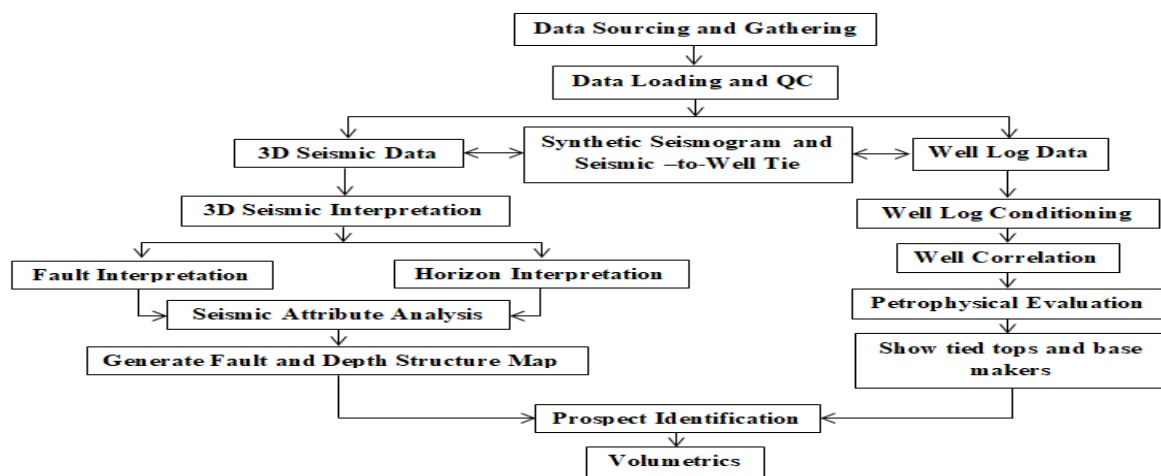 Data Sourcing and Gathering
Data Loading and QC
3D Seismic Data
Synthetic Seismogram and
Seismic –to-Well Tie
Well Log Data
3D Seismic Interpretation
Well Log Conditioning
Fault Interpretation
Horizon Interpretation
Well Correlation
Seismic Attribute Analysis
Petrophysical Evaluation
Generate Fault and Depth Structure Map
Show tied tops and base
makers
Prospect Identification
Volumetrics